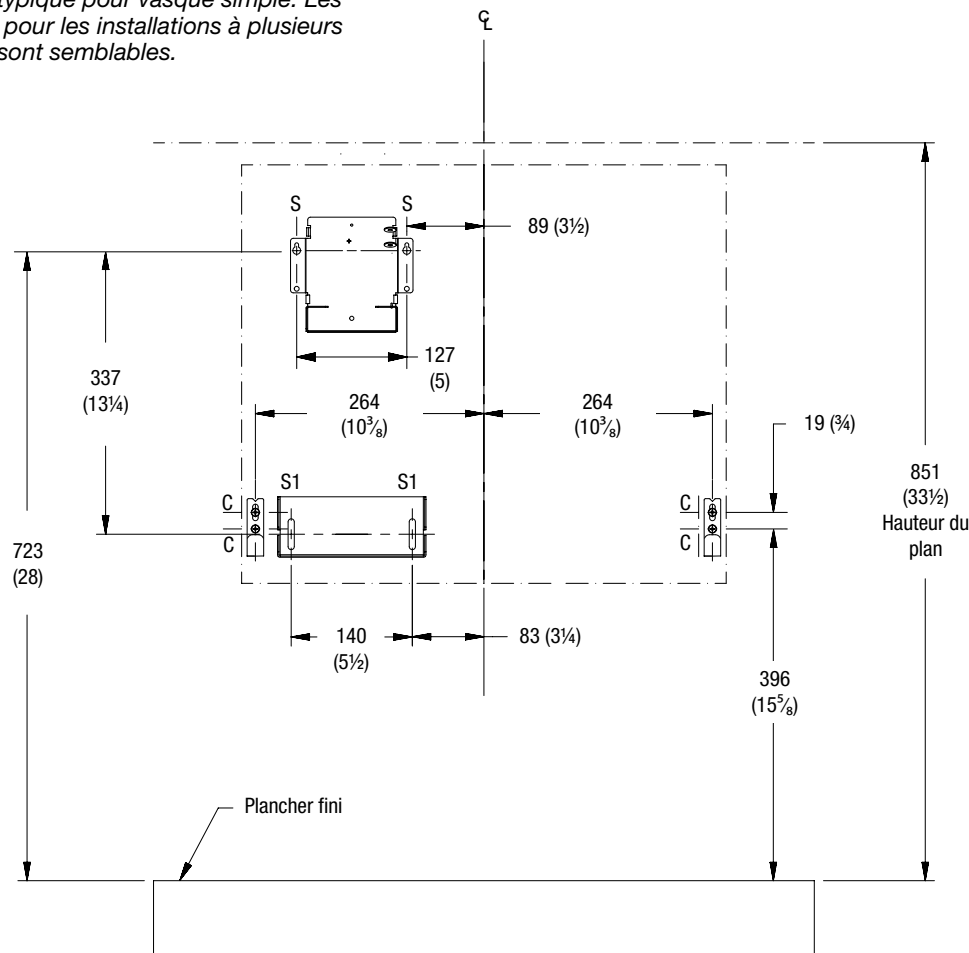 typique pour vasque simple. Les
pour les installations à plusieurs
sont semblables.
℄
S S
89 (3½)
127
(5)
337
(13¼)
264
(10⅜)
264
(10⅜)
19 (¾)
S1 S1
C
C
C
C
851
(33½)
Hauteur du
plan
723
(28)
140
(5½)
83 (3¼)
396
(15⅝)
Plancher fini